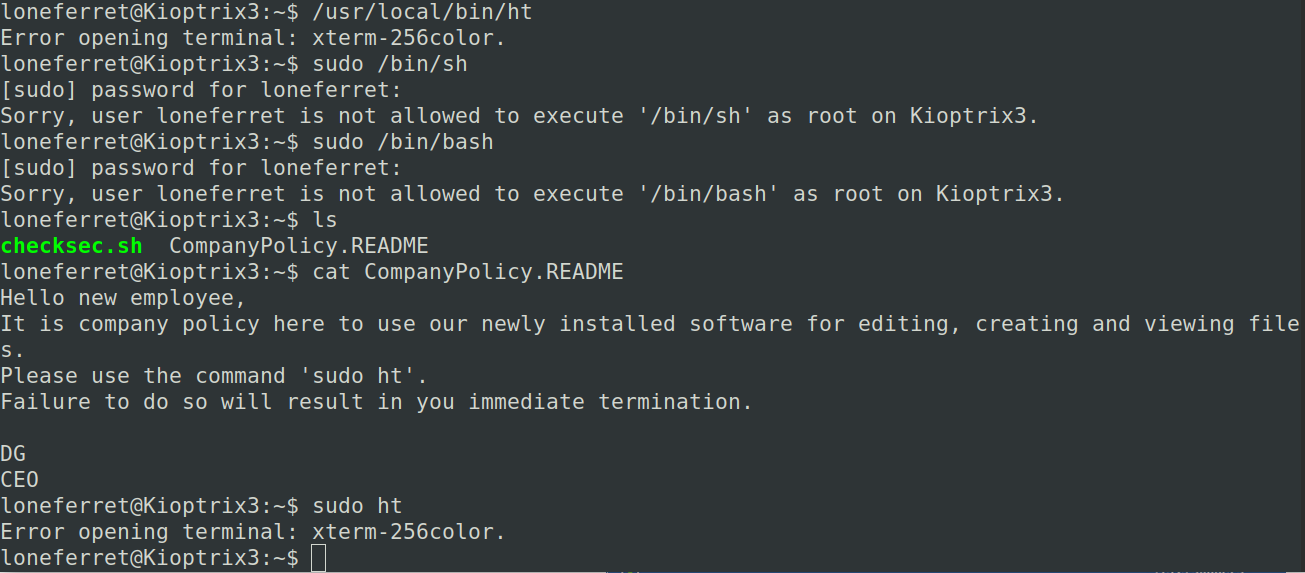 loneferret@Kioptrix3:~$ /usr/local/bin/ht
Error opening terminal: xterm-256color.
loneferret@Kioptrix3:~$ sudo /bin/sh
[sudo] password for loneferret:
Sorry, user loneferret is not allowed to execute '/bin/sh' as root on Kioptrix3.
loneferret@Kioptrix3:~$ sudo /bin/bash
[sudo] password for loneferret:
Sorry, user loneferret is not allowed to execute '/bin/bash' as root on Kioptrix3.
loneferret@Kioptrix3:~$ ls
checksec.sh  CompanyPolicy.README
loneferret@Kioptrix3:~$ cat CompanyPolicy.README
Hello new employee,
It is company policy here to use our newly installed software for editing, creating and viewing file
s.
Please use the command 'sudo ht'.
Failure to do so will result in you immediate termination.

DG
CEO
loneferret@Kioptrix3:~$ sudo ht
Error opening terminal: xterm-256color.
loneferret@Kioptrix3:~$